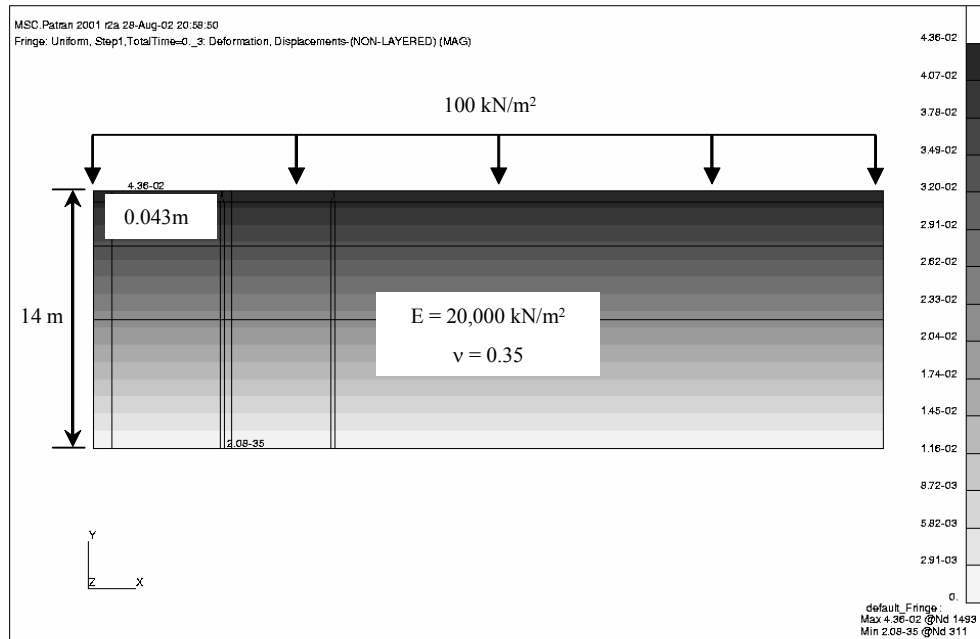 MSC.Patran 2001 r2a 28-Aug-02 20:58:50
Fringe: Uniform, Step1,TotalTime=0._3: Deformation, Displacements-(NON-LAYERED) (MAG)
100 kN/m²
4.36-02
0.043m
14 m
E = 20,000 kN/m²
ν = 0.35
2.08-35
Y
Z
X
4.36-02
4.07-02
3.78-02
3.49-02
3.20-02
2.91-02
2.62-02
2.33-02
2.04-02
1.74-02
1.45-02
1.16-02
8.72-03
5.82-03
2.91-03
0.
default_Fringe :
Max 4.36-02 @Nd 1493
Min 2.08-35 @Nd 311